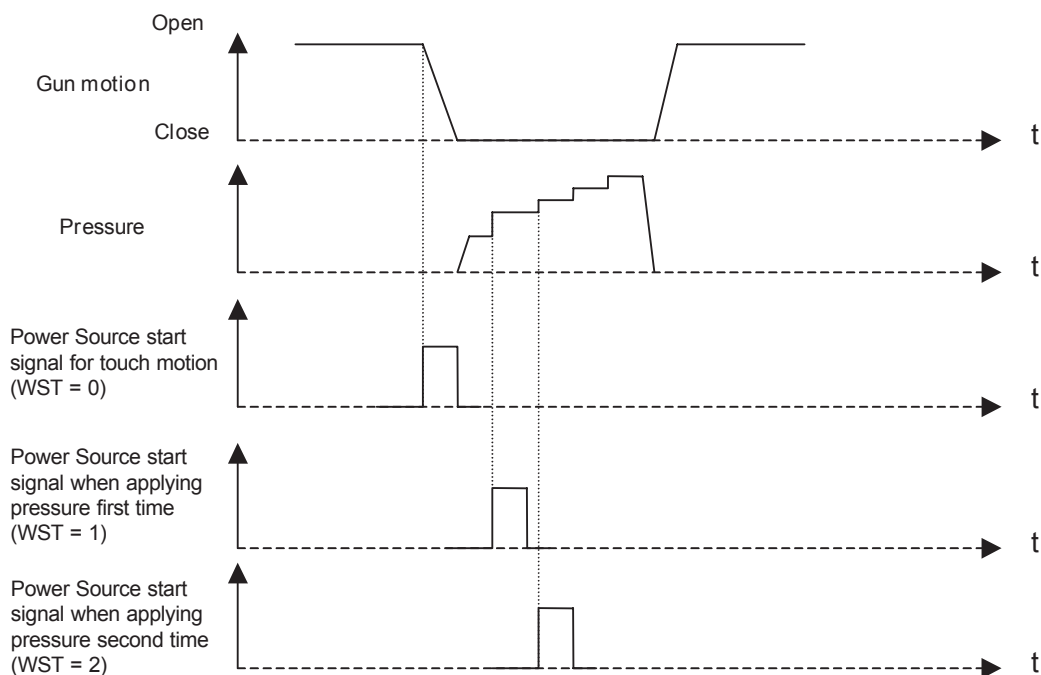 Open
Gun motion
Close
t
Pressure
t
Power Source start
signal for touch motion
(WST = 0)
t
Power Source start
signal when applying
pressure first time
(WST = 1)
t
Power Source start
signal when applying
pressure second time
(WST = 2)
t